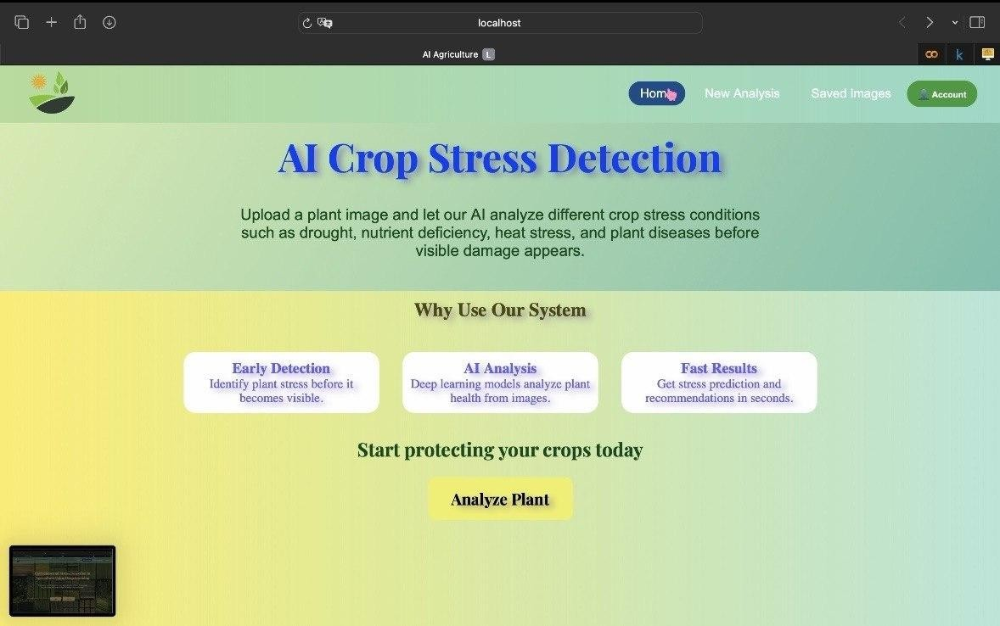 localhost
AI Agriculture L
k
Home New Analysis Saved Images Account
AI Crop Stress Detection
Upload a plant image and let our AI analyze different crop stress conditions
such as drought, nutrient deficiency, heat stress, and plant diseases before
visible damage appears.
Why Use Our System
Early Detection
Identify plant stress before it
becomes visible.
AI Analysis
Deep learning models analyze plant
health from images.
Fast Results
Get stress prediction and
recommendations in seconds.
Start protecting your crops today
Analyze Plant